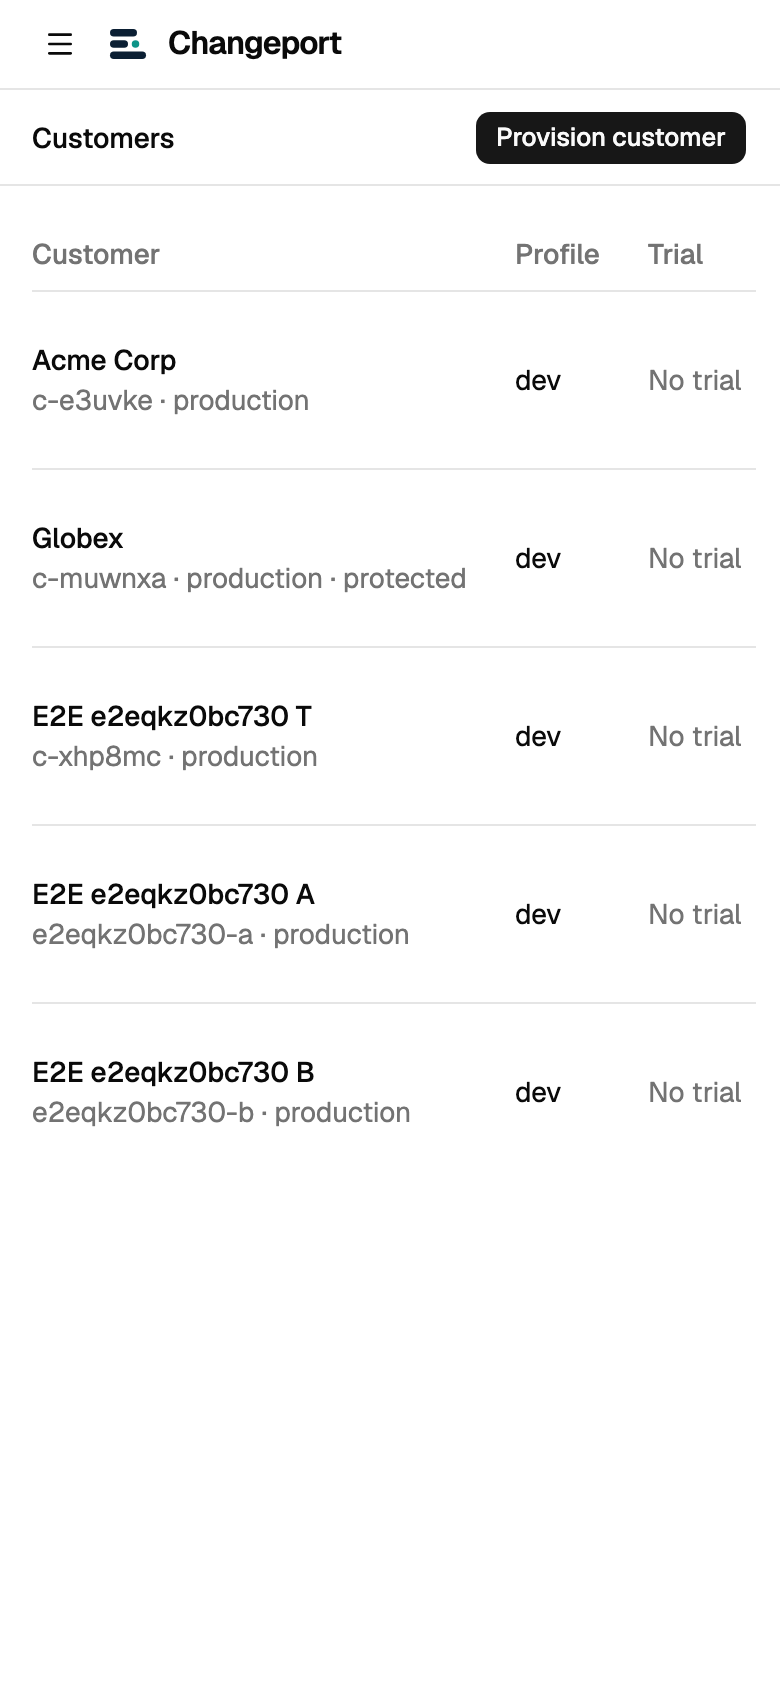 Changeport
Customers
Provision customer
Customer Profile Trial
Acme Corp
c-e3uvke · production
dev
No trial
Globex
c-muwnxa · production · protected
dev
No trial
E2E e2eqkz0bc730 T
c-xhp8mc · production
dev
No trial
E2E e2eqkz0bc730 A
e2eqkz0bc730-a · production
dev
No trial
E2E e2eqkz0bc730 B
e2eqkz0bc730-b · production
dev
No trial